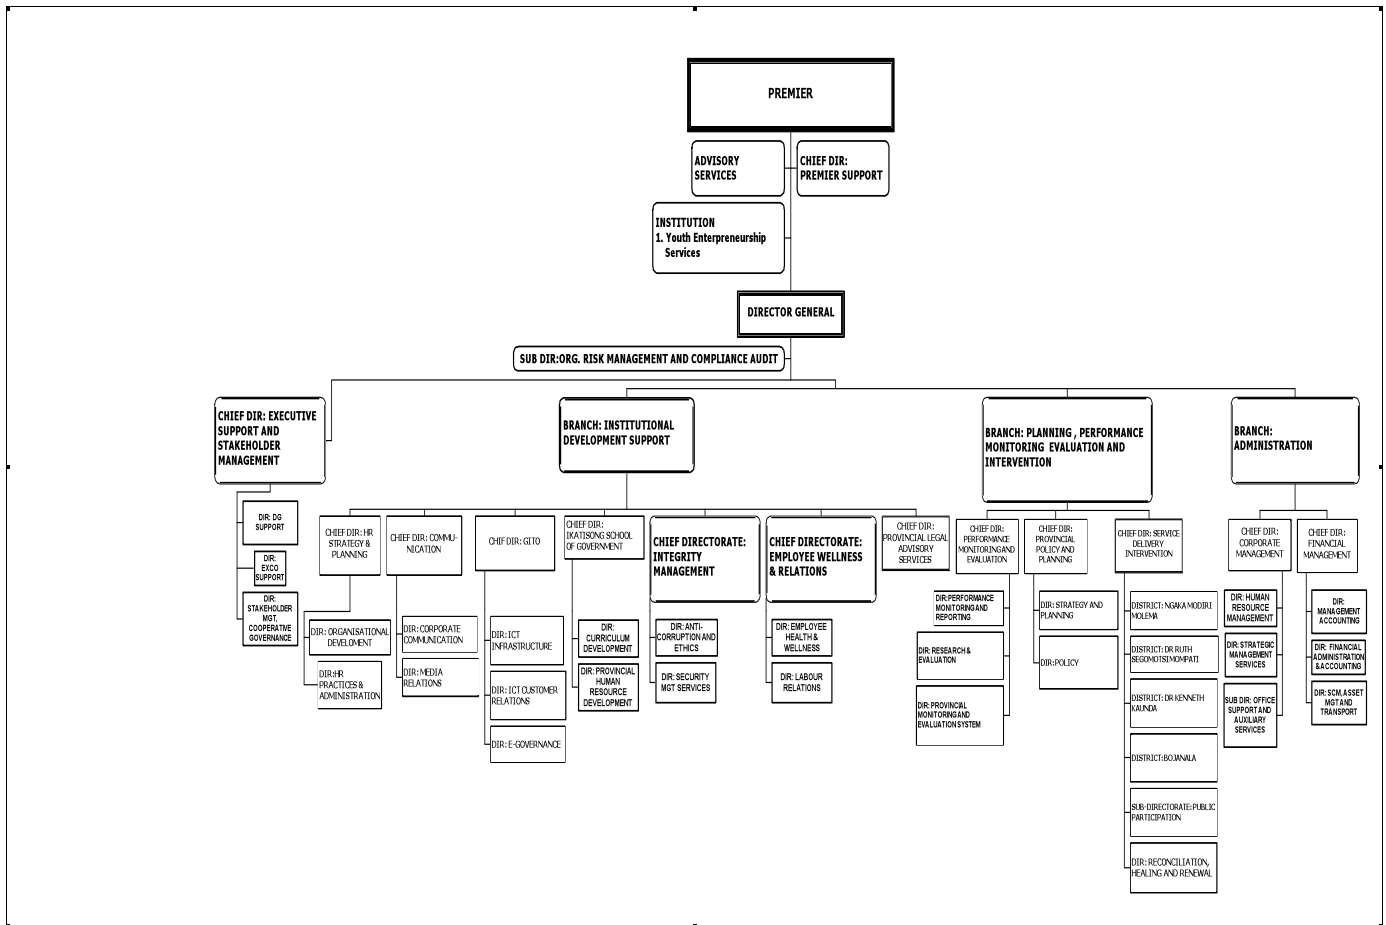 PREMIER
ADVISORY
SERVICES
CHIEF DIR:
PREMIER SUPPORT
INSTITUTION
1. Youth Enterpreneurship
Services
DIRECTOR GENERAL
SUB DIR:ORG. RISK MANAGEMENT AND COMPLIANCE AUDIT
CHIEF DIR: EXECUTIVE
SUPPORT AND
STAKEHOLDER
MANAGEMENT
BRANCH: INSTITUTIONAL
DEVELOPMENT SUPPORT
BRANCH: PLANNING , PERFORMANCE
MONITORING EVALUATION AND
INTERVENTION
BRANCH:
ADMINISTRATION
DIR: DG
SUPPORT
DIR:
EXCO
SUPPORT
DIR:
STAKEHOLDER
MGT,
COOPERATIVE
GOVERNANCE
CHIEF DIR: HR
STRATEGY &
PLANNING
DIR: ORGANISATIONAL
DEVELOMENT
DIR:HR
PRACTICES &
ADMINISTRATION
CHIEF DIR: COMMU-
NICATION
DIR: CORPORATE
COMMUNICATION
DIR: MEDIA
RELATIONS
CHIF DIR: GITO
DIR: ICT
INFRASTRUCTURE
DIR: ICT CUSTOMER
RELATIONS
DIR: E-GOVERNANCE
CHIEF DIR:
IKATISONG SCHOOL
OF GOVERNMENT
DIR:
CURRICULUM
DEVELOPMENT
DIR: PROVINCIAL
HUMAN
RESOURCE
DEVELOPMENT
CHIEF DIRECTORATE:
INTEGRITY
MANAGEMENT
DIR: ANTI-
CORRUPTION AND
ETHICS
DIR: SECURITY
MGT SERVICES
CHIEF DIRECTORATE:
EMPLOYEE WELLNESS
& RELATIONS
DIR: EMPLOYEE
HEALTH &
WELLNESS
DIR: LABOUR
RELATIONS
CHIEF DIR:
PROVINCIAL LEGAL
ADVISORY
SERVICES
CHIEF DIR:
PERFORMANCE
MONITORING AND
EVALUATION
DIR:PERFORMANCE
MONITORING AND
REPORTING
DIR: RESEARCH &
EVALUATION
DIR: PROVINCIAL
MONITORING AND
EVALUATION SYSTEM
CHIEF DIR:
PROVINCIAL
POLICY AND
PLANNING
DIR: STRATEGY AND
PLANNING
DIR:POLICY
CHIEF DIR: SERVICE
DELIVERY
INTERVENTION
DISTRICT: NGAKA MODIRI
MOLEMA
DISTRICT: DR RUTH
SEGOMOTSIMOMPATI
DISTRICT: DR KENNETH
KAUNDA
DISTRICT:BOJANALA
SUB-DIRECTORATE:PUBLIC
PARTICIPATION
DIR: RECONCILIATION,
HEALING AND RENEWAL
CHIEF DIR:
CORPORATE
MANAGEMENT
DIR: HUMAN
RESOURCE
MANAGEMENT
DIR: STRATEGIC
MANAGEMENT
SERVICES
SUB DIR: OFFICE
SUPPORT AND
AUXILIARY
SERVICES
CHIEF DIR:
FINANCIAL
MANAGEMENT
DIR:
MANAGEMENT
ACCOUNTING
DIR: FINANCIAL
ADMINISTRATION
& ACCOUNTING
DIR: SCM, ASSET
MGT AND
TRANSPORT